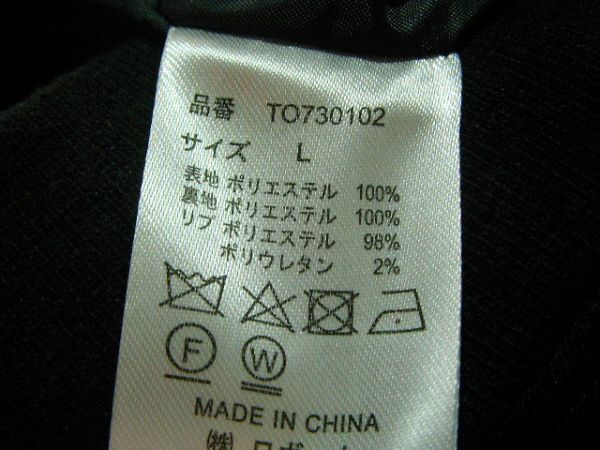 品番 TO730102
サイズ L
表地 ポリエステル 100%
裏地 ポリエステル 100%
リブ ポリエステル 98%
ポリウレタン 2%
F W
MADE IN CHINA
㈱